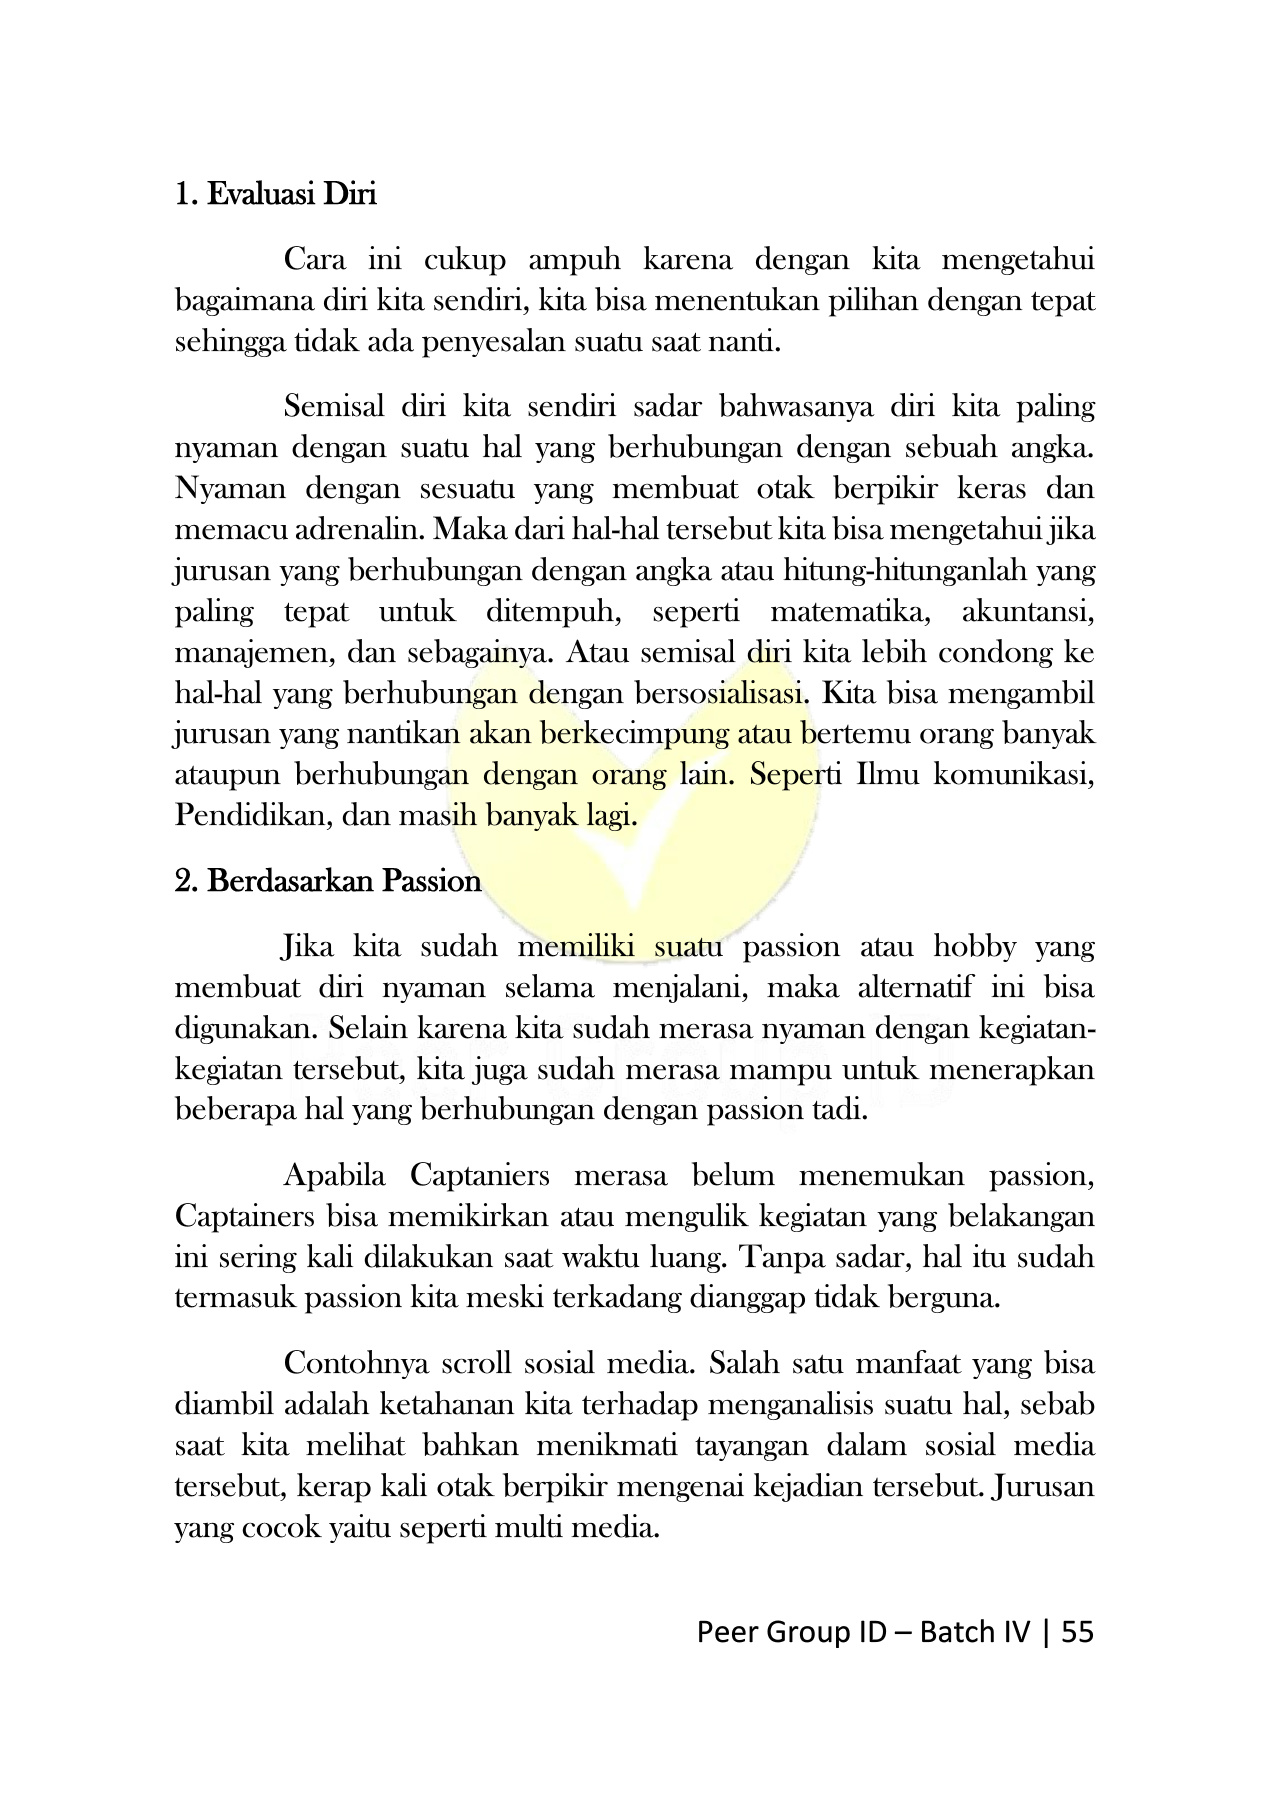 1. Evaluasi Diri
Cara ini cukup ampuh karena dengan kita mengetahui
bagaimana diri kita sendiri, kita bisa menentukan pilihan dengan tepat
sehingga tidak ada penyesalan suatu saat nanti.
Semisal diri kita sendiri sadar bahwasanya diri kita paling
nyaman dengan suatu hal yang berhubungan dengan sebuah angka.
Nyaman dengan sesuatu yang membuat otak berpikir keras dan
memacu adrenalin. Maka dari hal-hal tersebut kita bisa mengetahui jika
jurusan yang berhubungan dengan angka atau hitung-hitunganlah yang
paling tepat untuk ditempuh, seperti matematika, akuntansi,
manajemen, dan sebagainya. Atau semisal diri kita lebih condong ke
hal-hal yang berhubungan dengan bersosialisasi. Kita bisa mengambil
jurusan yang nantikan akan berkecimpung atau bertemu orang banyak
ataupun berhubungan dengan orang lain. Seperti Ilmu komunikasi,
Pendidikan, dan masih banyak lagi.
2. Berdasarkan Passion
Jika kita sudah memiliki suatu passion atau hobby yang
membuat diri nyaman selama menjalani, maka alternatif ini bisa
digunakan. Selain karena kita sudah merasa nyaman dengan kegiatan-
kegiatan tersebut, kita juga sudah merasa mampu untuk menerapkan
beberapa hal yang berhubungan dengan passion tadi.
Apabila Captaniers merasa belum menemukan passion,
Captainers bisa memikirkan atau mengulik kegiatan yang belakangan
ini sering kali dilakukan saat waktu luang. Tanpa sadar, hal itu sudah
termasuk passion kita meski terkadang dianggap tidak berguna.
Contohnya scroll sosial media. Salah satu manfaat yang bisa
diambil adalah ketahanan kita terhadap menganalisis suatu hal, sebab
saat kita melihat bahkan menikmati tayangan dalam sosial media
tersebut, kerap kali otak berpikir mengenai kejadian tersebut. Jurusan
yang cocok yaitu seperti multi media.
Peer Group ID – Batch IV | 55